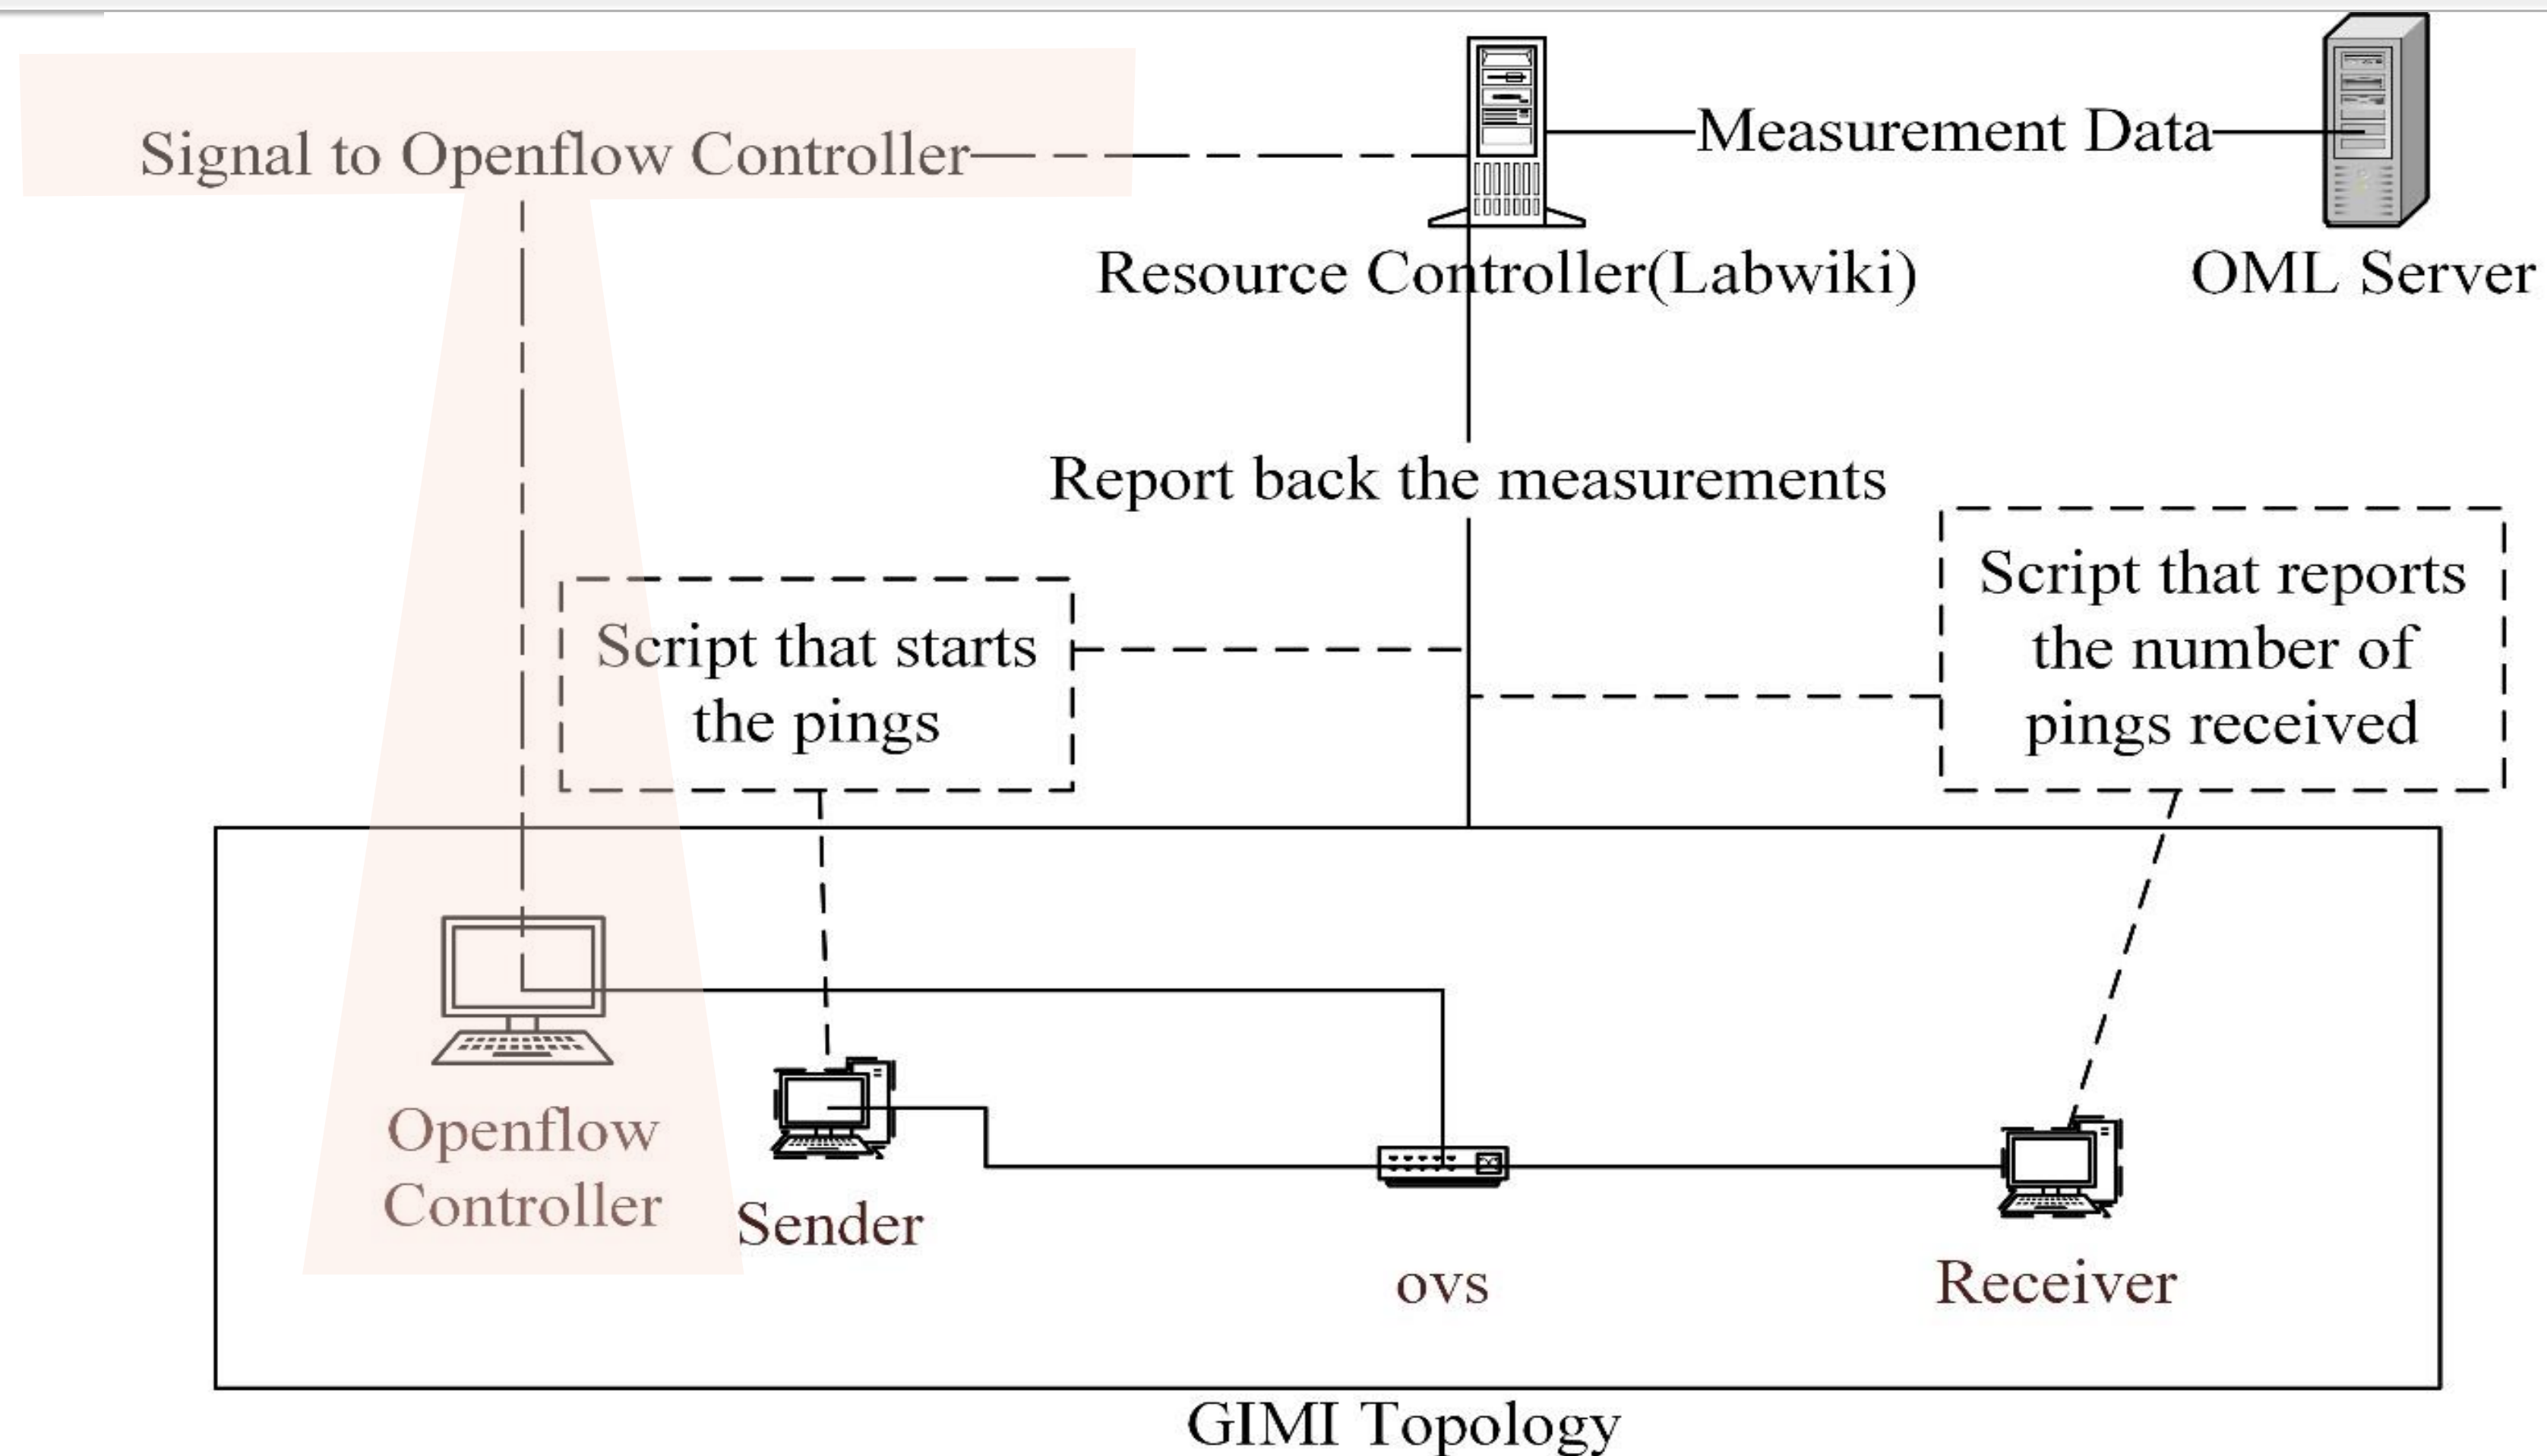 Signal to Openflow Controller
Measurement Data
Resource Controller(Labwiki)
OML Server
Report back the measurements
Script that starts
the pings
Script that reports
the number of
pings received
Openflow
Controller
Sender
ovs
Receiver
GIMI Topology